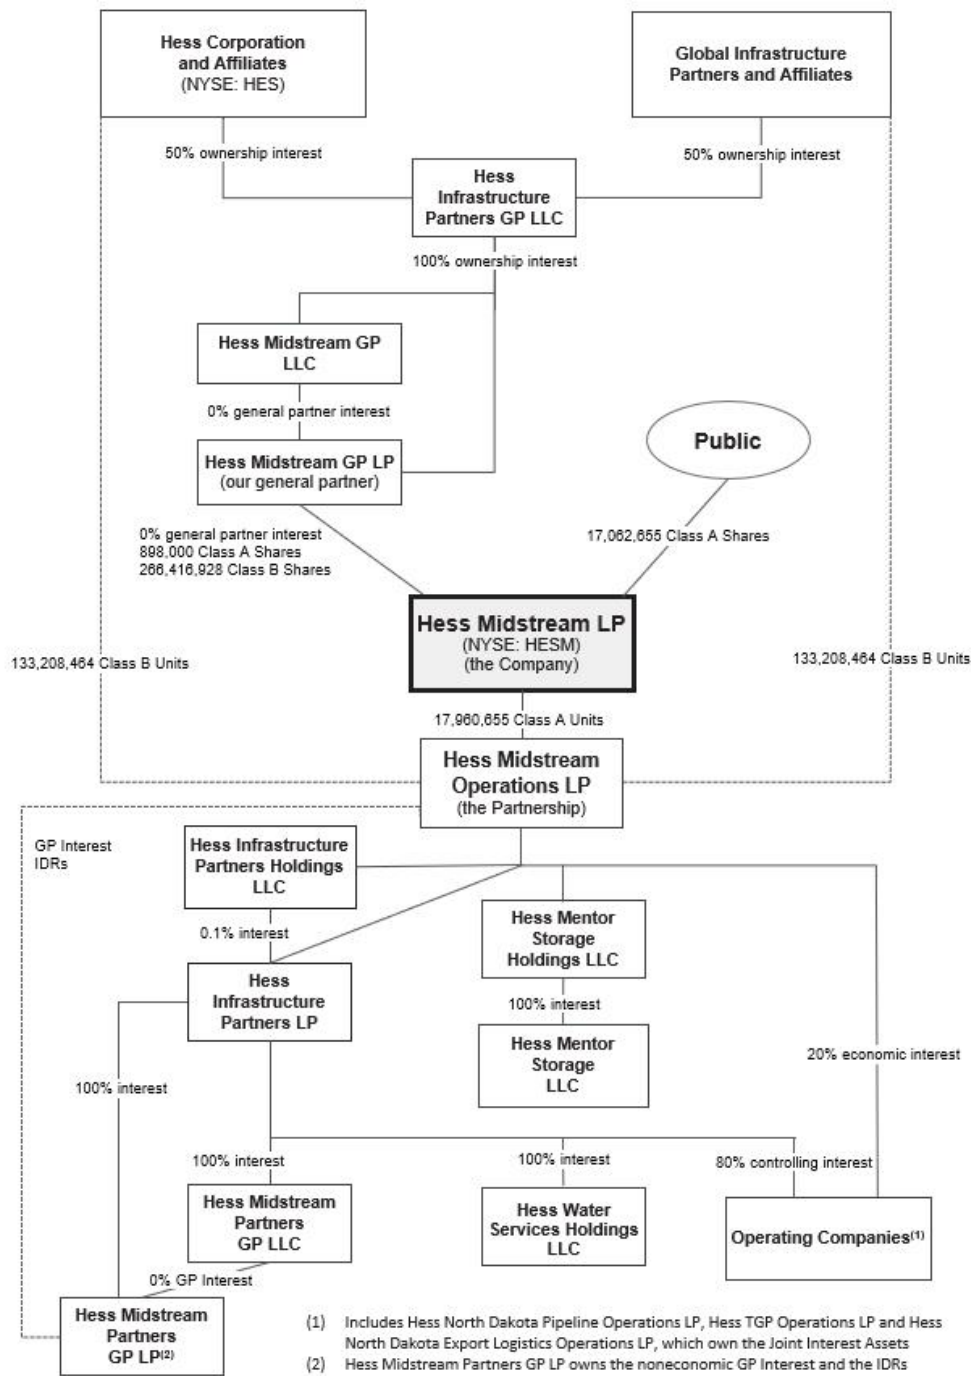 Hess Corporation
and Affiliates
(NYSE: HES)
Global Infrastructure
Partners and Affiliates
50% ownership interest
50% ownership interest
Hess
Infrastructure
Partners GP LLC
100% ownership interest
Hess Midstream GP
LLC
0% general partner interest
Public
Hess Midstream GP LP
(our general partner)
0% general partner interest
898,000 Class A Shares
266,416,928 Class B Shares
17,062,655 Class A Shares
Hess Midstream LP
(NYSE: HESM)
(the Company)
133,208,464 Class B Units
133,208,464 Class B Units
17,960,655 Class A Units
Hess Midstream
Operations LP
(the Partnership)
GP Interest
IDRs
Hess Infrastructure
Partners Holdings
LLC
0.1% interest
Hess Mentor
Storage
Holdings LLC
Hess
Infrastructure
Partners LP
100% interest
Hess Mentor
Storage
LLC
20% economic interest
100% interest
100% interest
100% interest
80% controlling interest
Hess Midstream
Partners
GP LLC
Hess Water
Services Holdings
LLC
Operating Companies(1)
0% GP Interest
Hess Midstream
Partners
GP LP(2)
(1) Includes Hess North Dakota Pipeline Operations LP, Hess TGP Operations LP and Hess
North Dakota Export Logistics Operations LP, which own the Joint Interest Assets
(2) Hess Midstream Partners GP LP owns the noneconomic GP Interest and the IDRs